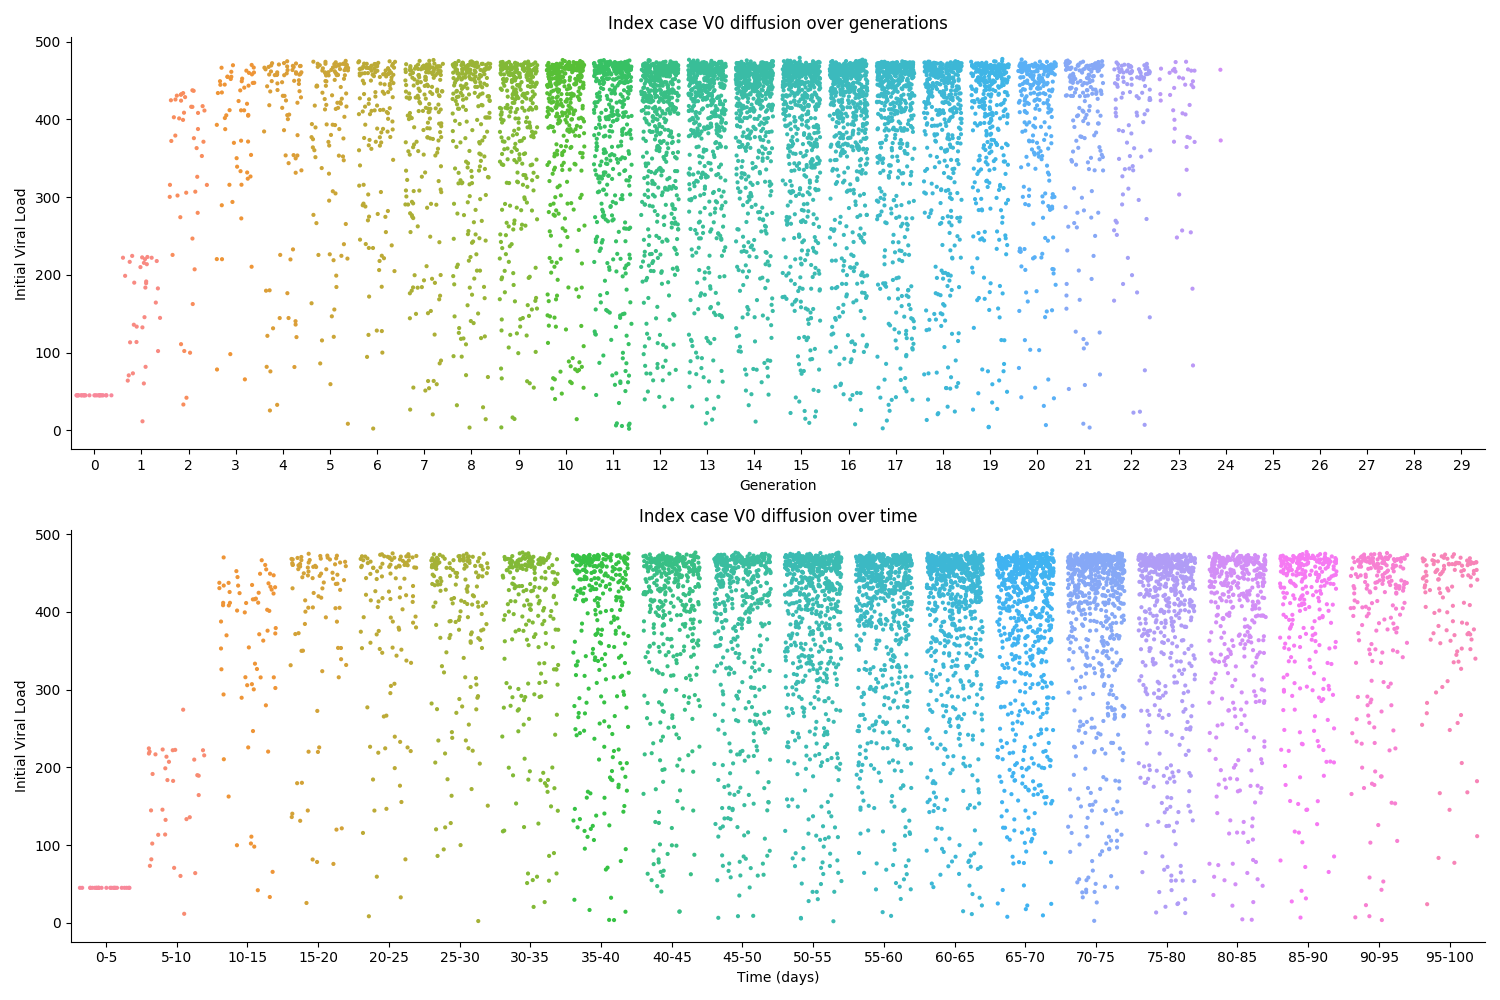 Index case V0 diffusion over generations
500
400
300
200
100
0
Initial Viral Load
0 1 2 3 4 5 6 7 8 9 10 11 12 13 14 15 16 17 18 19 20 21 22 23 24 25 26 27 28 29
Generation
Index case V0 diffusion over time
500
400
300
200
100
0
Initial Viral Load
0-5 5-10 10-15 15-20 20-25 25-30 30-35 35-40 40-45 45-50 50-55 55-60 60-65 65-70 70-75 75-80 80-85 85-90 90-95 95-100
Time (days)